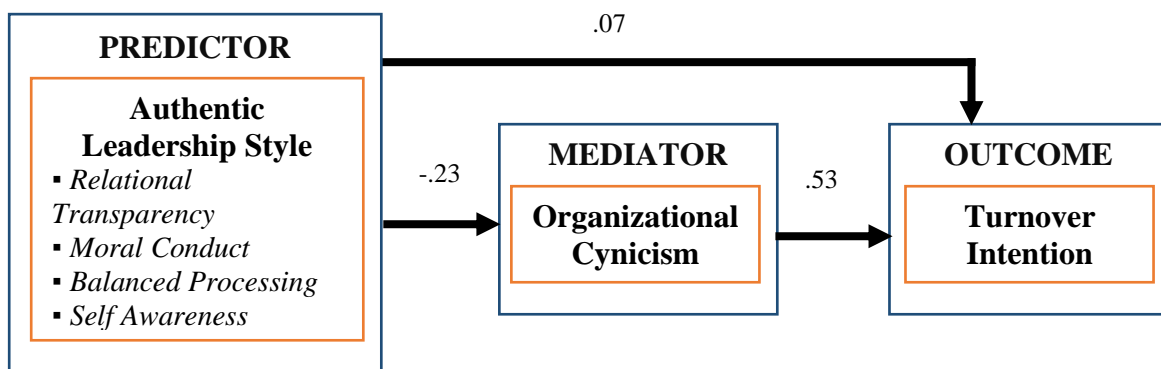 .07
PREDICTOR
Authentic
Leadership Style
▪ Relational
Transparency
▪ Moral Conduct
▪ Balanced Processing
▪ Self Awareness
-.23
MEDIATOR
Organizational
Cynicism
.53
OUTCOME
Turnover
Intention